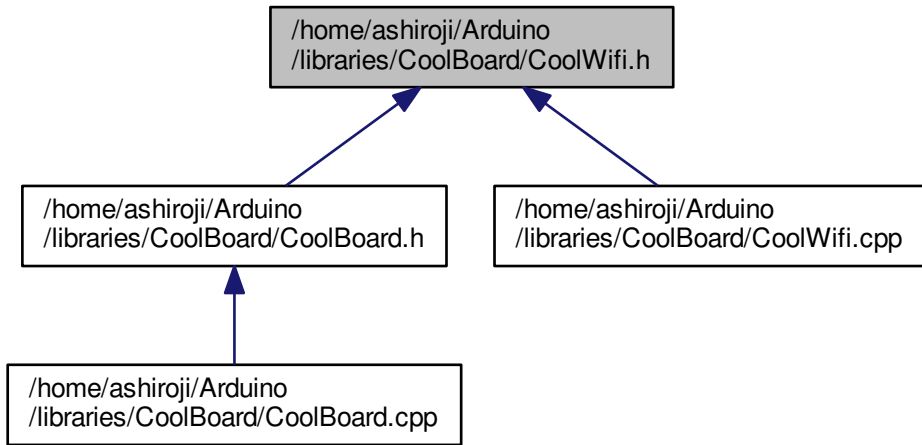 /home/ashiroji/Arduino
/libraries/CoolBoard/CoolWifi.h
/home/ashiroji/Arduino
/libraries/CoolBoard/CoolBoard.h
/home/ashiroji/Arduino
/libraries/CoolBoard/CoolWifi.cpp
/home/ashiroji/Arduino
/libraries/CoolBoard/CoolBoard.cpp